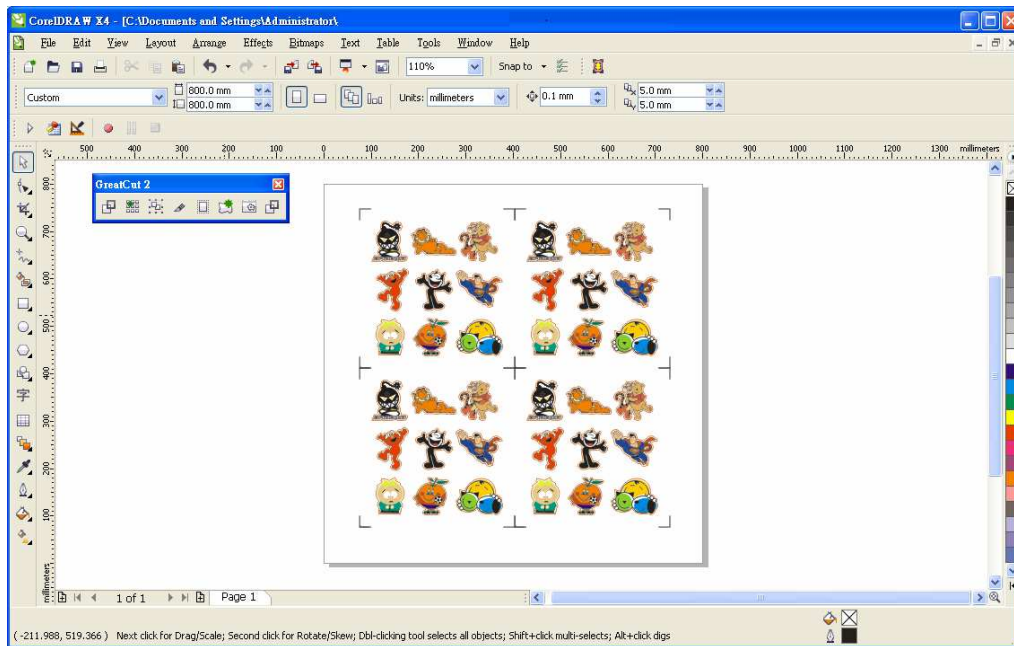 CorelDRAW X4 - [C:\Documents and Settings\Administrator\
File Edit View Layout Arrange Effects Bitmaps Text Table Tools Window Help
110% Snap to
Custom 800.0 mm 800.0 mm Units: millimeters 0.1 mm 5.0 mm 5.0 mm
500 400 300 200 100 0 100 200 300 400 500 600 700 800 900 1000 1100 1200 1300 millimeters
GreatCut 2
800
700
600
500
400
字
300
200
100
millimeters
1 of 1 Page 1
( -211.988, 519.366 ) Next click for Drag/Scale; Second click for Rotate/Skew; Dbl-clicking tool selects all objects; Shift+click multi-selects; Alt+click digs